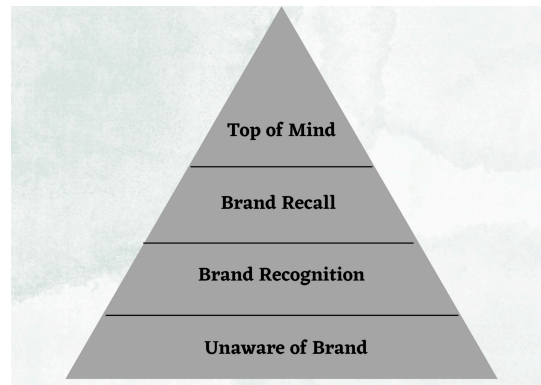 Top of Mind
Brand Recall
Brand Recognition
Unaware of Brand